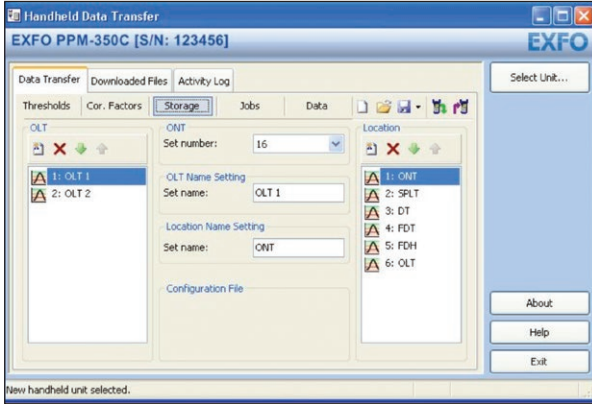 Handheld Data Transfer
EXFO PPM-350C [S/N: 123456]
EXFO
Data Transfer
Downloaded Files
Activity Log
Select Unit...
Thresholds
Cor. Factors
Storage
Jobs
Data
OLT
1: OLT 1
2: OLT 2
ONT
Set number:
16
OLT Name Setting
Set name:
OLT 1
Location Name Setting
Set name:
ONT
Configuration File
Location
1: ONT
2: SPLT
3: DT
4: FDT
5: FDH
6: OLT
About
Help
Exit
New handheld unit selected.